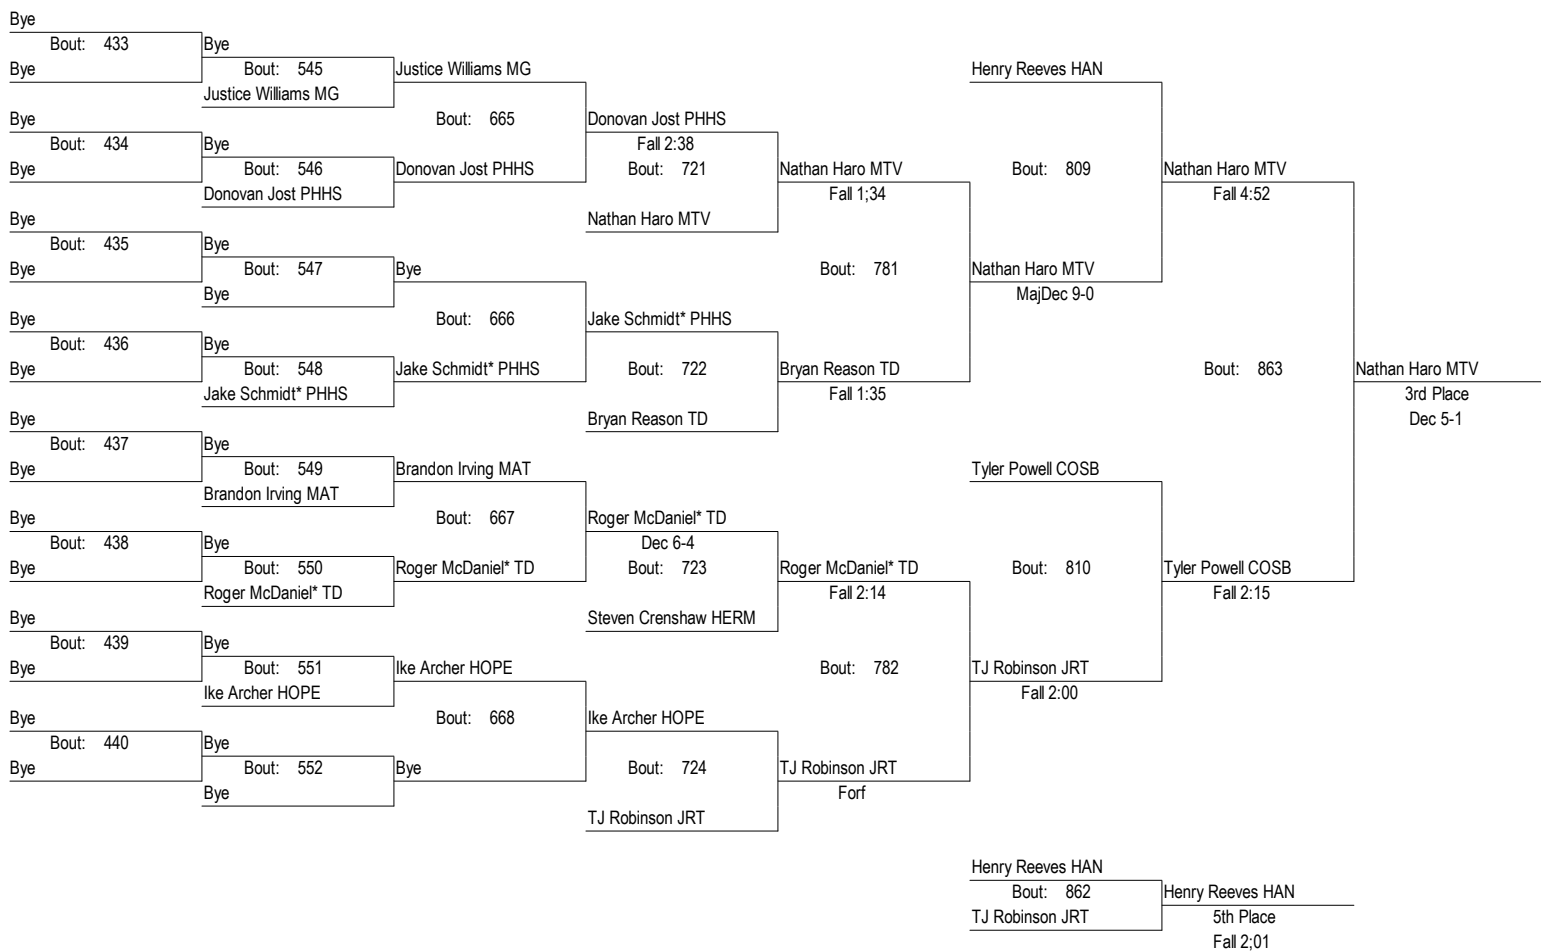 Bye
Bout: 433 Bye
Bye Bout: 545 Justice Williams MG Henry Reeves HAN
Justice Williams MG
Bye Bout: 665 Donovan Jost PHHS
Bout: 434 Bye Fall 2:38
Bye Bout: 546 Donovan Jost PHHS Bout: 721 Nathan Haro MTV Bout: 809 Nathan Haro MTV
Donovan Jost PHHS Fall 1;34 Fall 4:52
Bye Nathan Haro MTV
Bout: 435 Bye
Bye Bout: 547 Bye Bout: 781 Nathan Haro MTV
Bye MajDec 9-0
Bye Bout: 666 Jake Schmidt* PHHS
Bout: 436 Bye
Bye Bout: 548 Jake Schmidt* PHHS Bout: 722 Bryan Reason TD Bout: 863 Nathan Haro MTV
Jake Schmidt* PHHS Fall 1:35 3rd Place
Bye Bryan Reason TD Dec 5-1
Bout: 437 Bye
Bye Bout: 549 Brandon Irving MAT Tyler Powell COSB
Brandon Irving MAT
Bye Bout: 667 Roger McDaniel* TD
Bout: 438 Bye Dec 6-4
Bye Bout: 550 Roger McDaniel* TD Bout: 723 Roger McDaniel* TD Bout: 810 Tyler Powell COSB
Roger McDaniel* TD Fall 2:14 Fall 2:15
Bye Steven Crenshaw HERM
Bout: 439 Bye
Bye Bout: 551 Ike Archer HOPE Bout: 782 TJ Robinson JRT
Ike Archer HOPE Fall 2:00
Bye Bout: 668 Ike Archer HOPE
Bout: 440 Bye
Bye Bout: 552 Bye Bout: 724 TJ Robinson JRT
Bye Forf
TJ Robinson JRT
Henry Reeves HAN
Bout: 862 Henry Reeves HAN
TJ Robinson JRT 5th Place
Fall 2;01